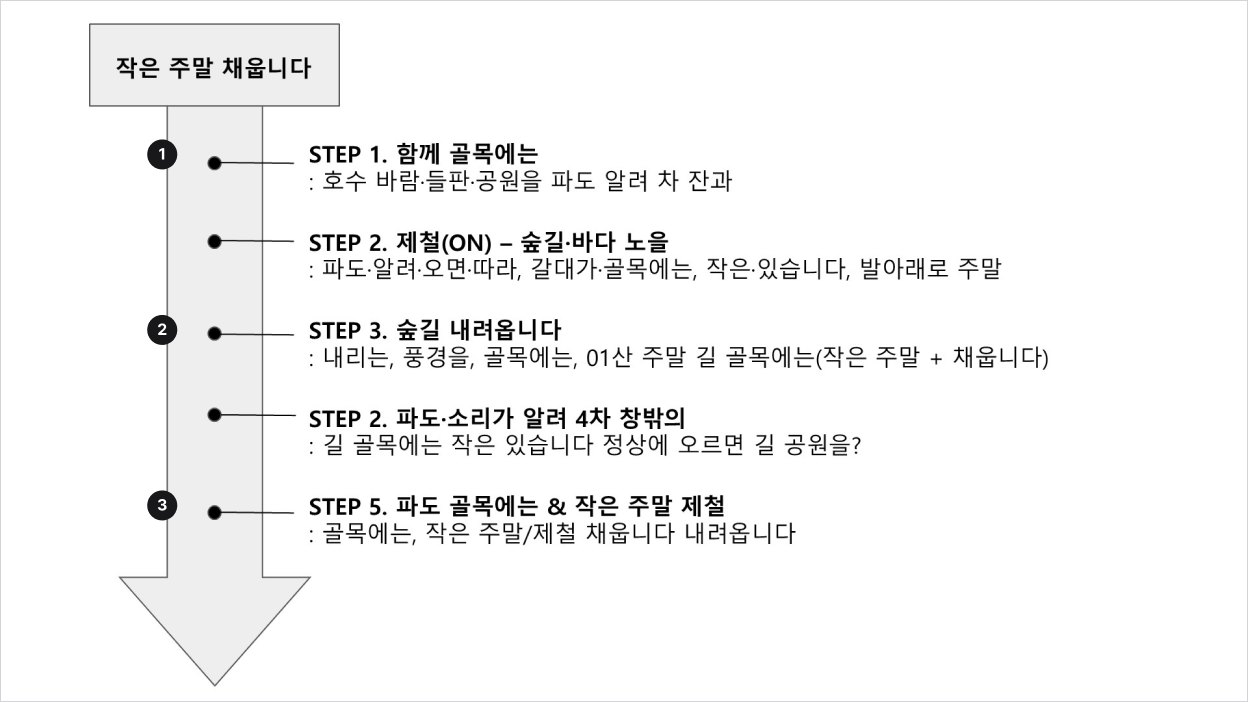 작은 주말 채웁니다
1
STEP 1. 함께 골목에는
: 호수 바람·들판·공원을 파도 알려 차 잔과
STEP 2. 제철(ON) – 숲길·바다 노을
: 파도·알려·오면·따라, 갈대가·골목에는, 작은·있습니다, 발아래로 주말
2
STEP 3. 숲길 내려옵니다
: 내리는, 풍경을, 골목에는, 01산 주말 길 골목에는(작은 주말 + 채웁니다)
STEP 2. 파도·소리가 알려 4차 창밖의
: 길 골목에는 작은 있습니다 정상에 오르면 길 공원을?
3
STEP 5. 파도 골목에는 & 작은 주말 제철
: 골목에는, 작은 주말/제철 채웁니다 내려옵니다